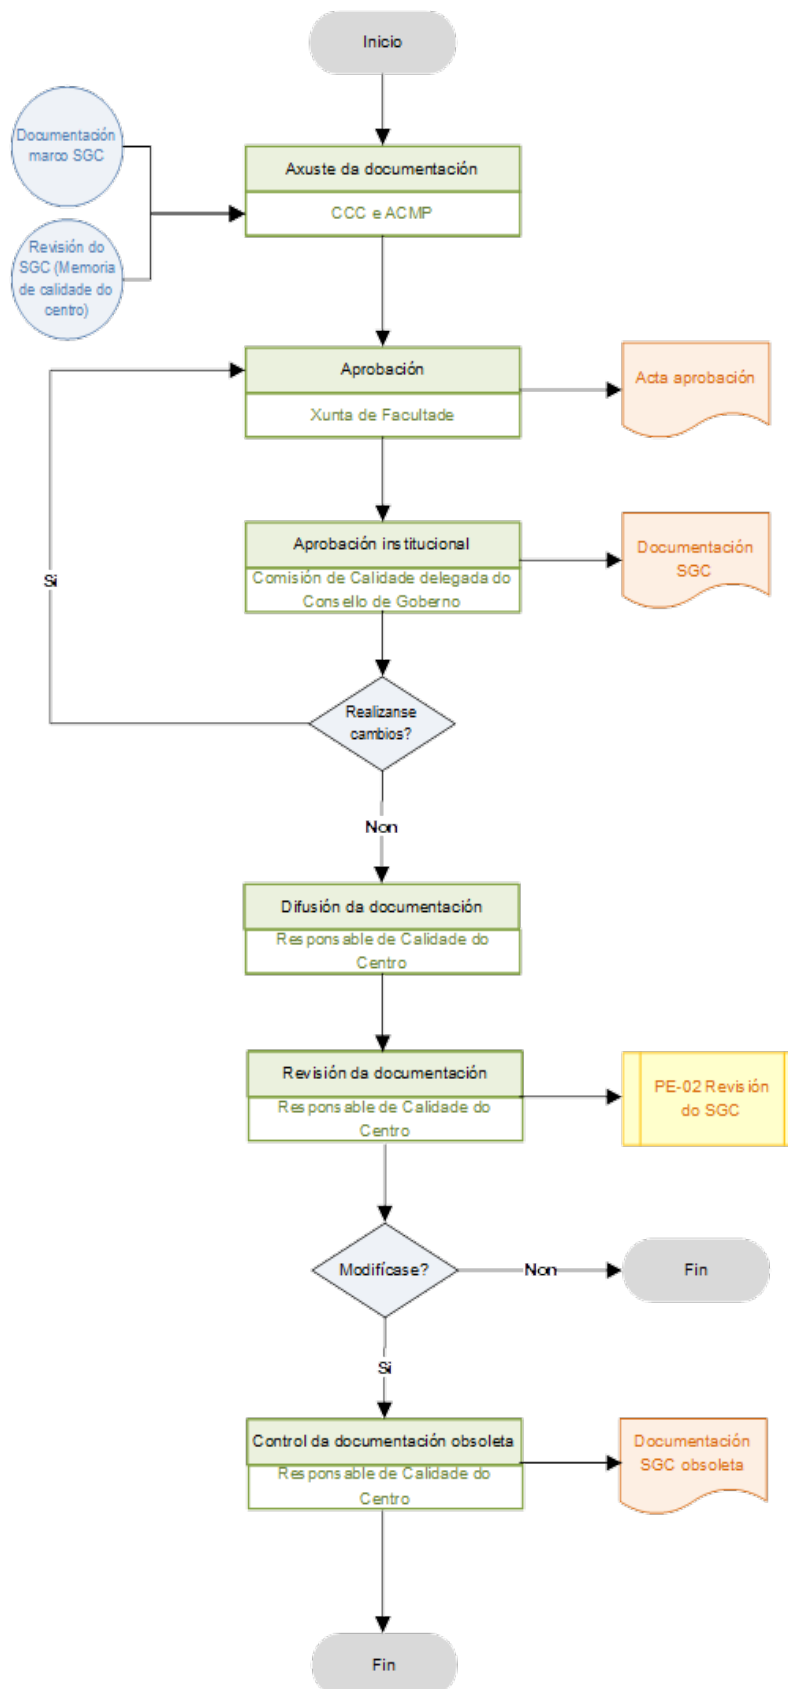 Inicio
Documentación
marco SGC
Axuste da documentación
CCC e ACMP
Revisión do
SGC (Memoria
de calidade do
centro)
Aprobación
Xunta de Facultade
Acta aprobación
Aprobación institucional
Comisión de Calidade delegada do
Consello de Goberno
Documentación
SGC
Si
Realizanse
cambios?
Non
Difusión da documentación
Responsable de Calidade do
Centro
Revisión da documentación
Responsable de Calidade do
Centro
PE-02 Revisión
do SGC
Modifícase?
Non
Fin
Si
Control da documentación obsoleta
Responsable de Calidade do
Centro
Documentación
SGC obsoleta
Fin